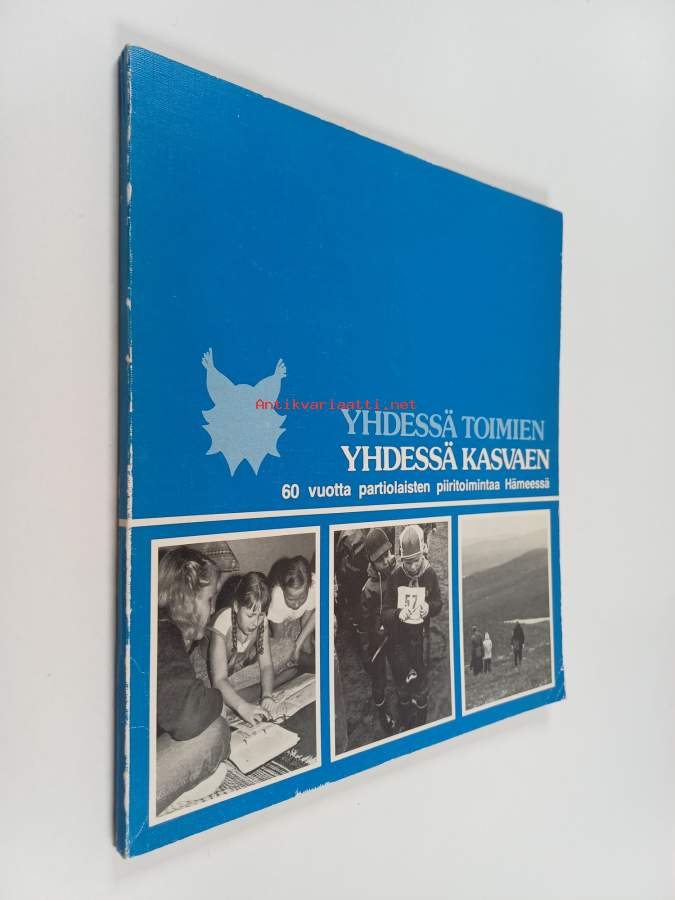 Antikvariaatti.net
YHDESSÄ TOIMIEN
YHDESSÄ KASVAEN
60 vuotta partiolaisten piiritoimintaa Hämeessä
57